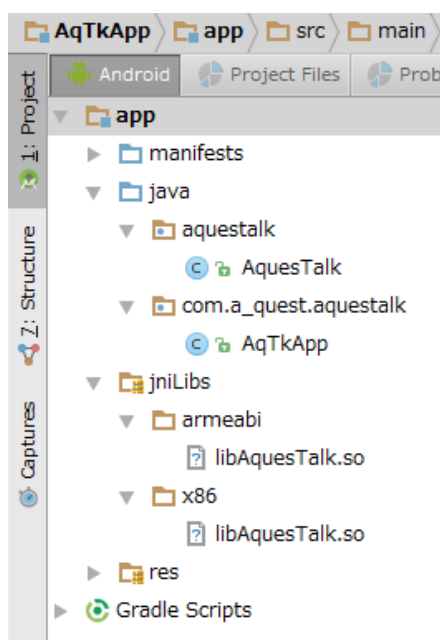 AqTkApp app src main
Android Project Files Prob
1: Project
7: Structure
Captures
app
manifests
java
aquestalk
AquesTalk
com.a_quest.aquestalk
AqTkApp
jniLibs
armeabi
libAquesTalk.so
x86
libAquesTalk.so
res
Gradle Scripts